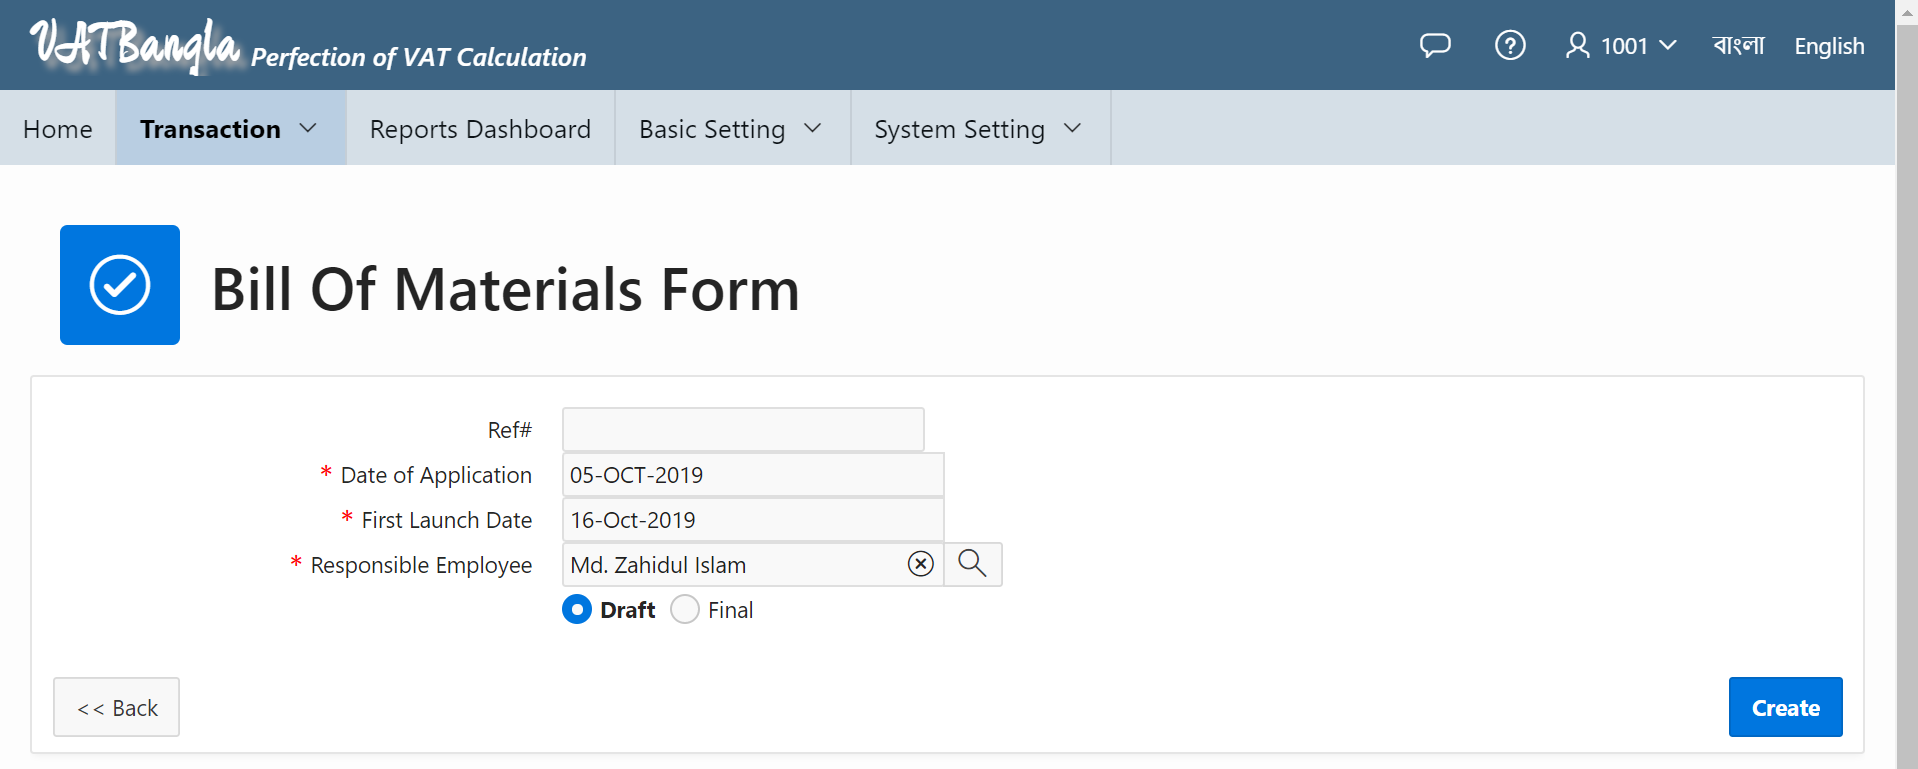 VATBangla Perfection of VAT Calculation
1001 বাংলা English
Home Transaction Reports Dashboard Basic Setting System Setting
Bill Of Materials Form
Ref#
* Date of Application 05-OCT-2019
* First Launch Date 16-Oct-2019
* Responsible Employee Md. Zahidul Islam
Draft Final
<< Back Create